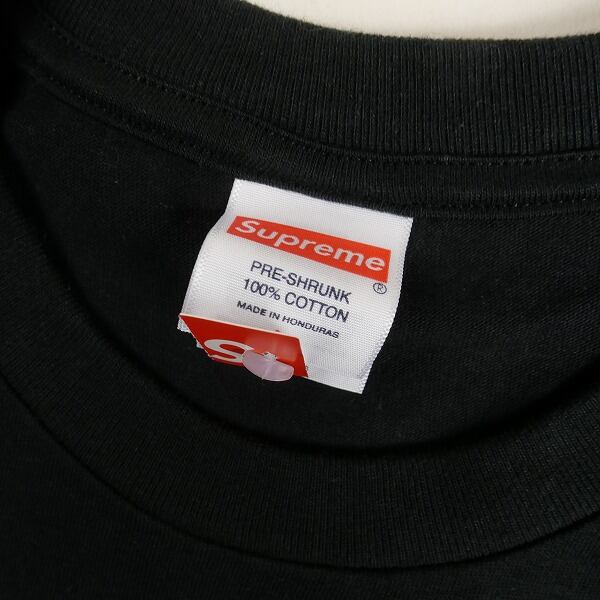 Supreme
®
PRE-SHRUNK
100% COTTON
MADE IN HONDURAS
S